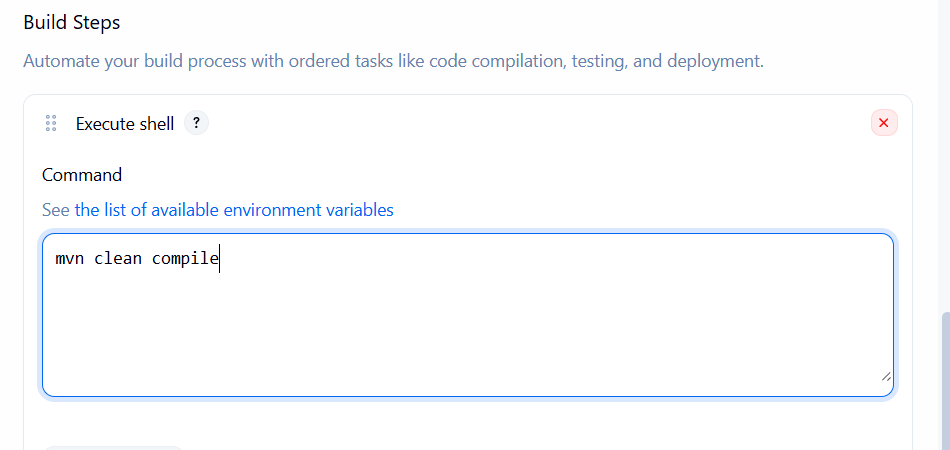 Build Steps
Automate your build process with ordered tasks like code compilation, testing, and deployment.
Execute shell ?
Command
See the list of available environment variables
mvn clean compile